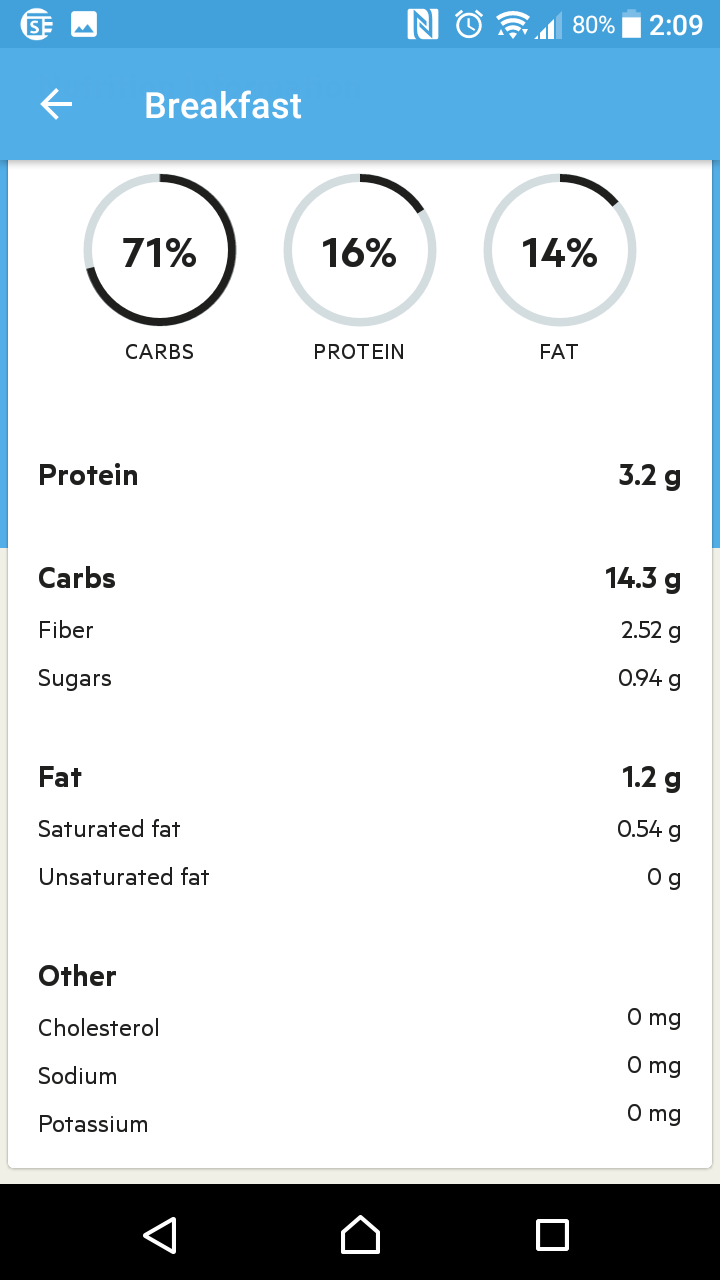 80% 2:09
Breakfast
71% 16% 14%
CARBS PROTEIN FAT
Protein 3.2 g
Carbs 14.3 g
Fiber 2.52 g
Sugars 0.94 g
Fat 1.2 g
Saturated fat 0.54 g
Unsaturated fat 0 g
Other
Cholesterol 0 mg
Sodium 0 mg
Potassium 0 mg